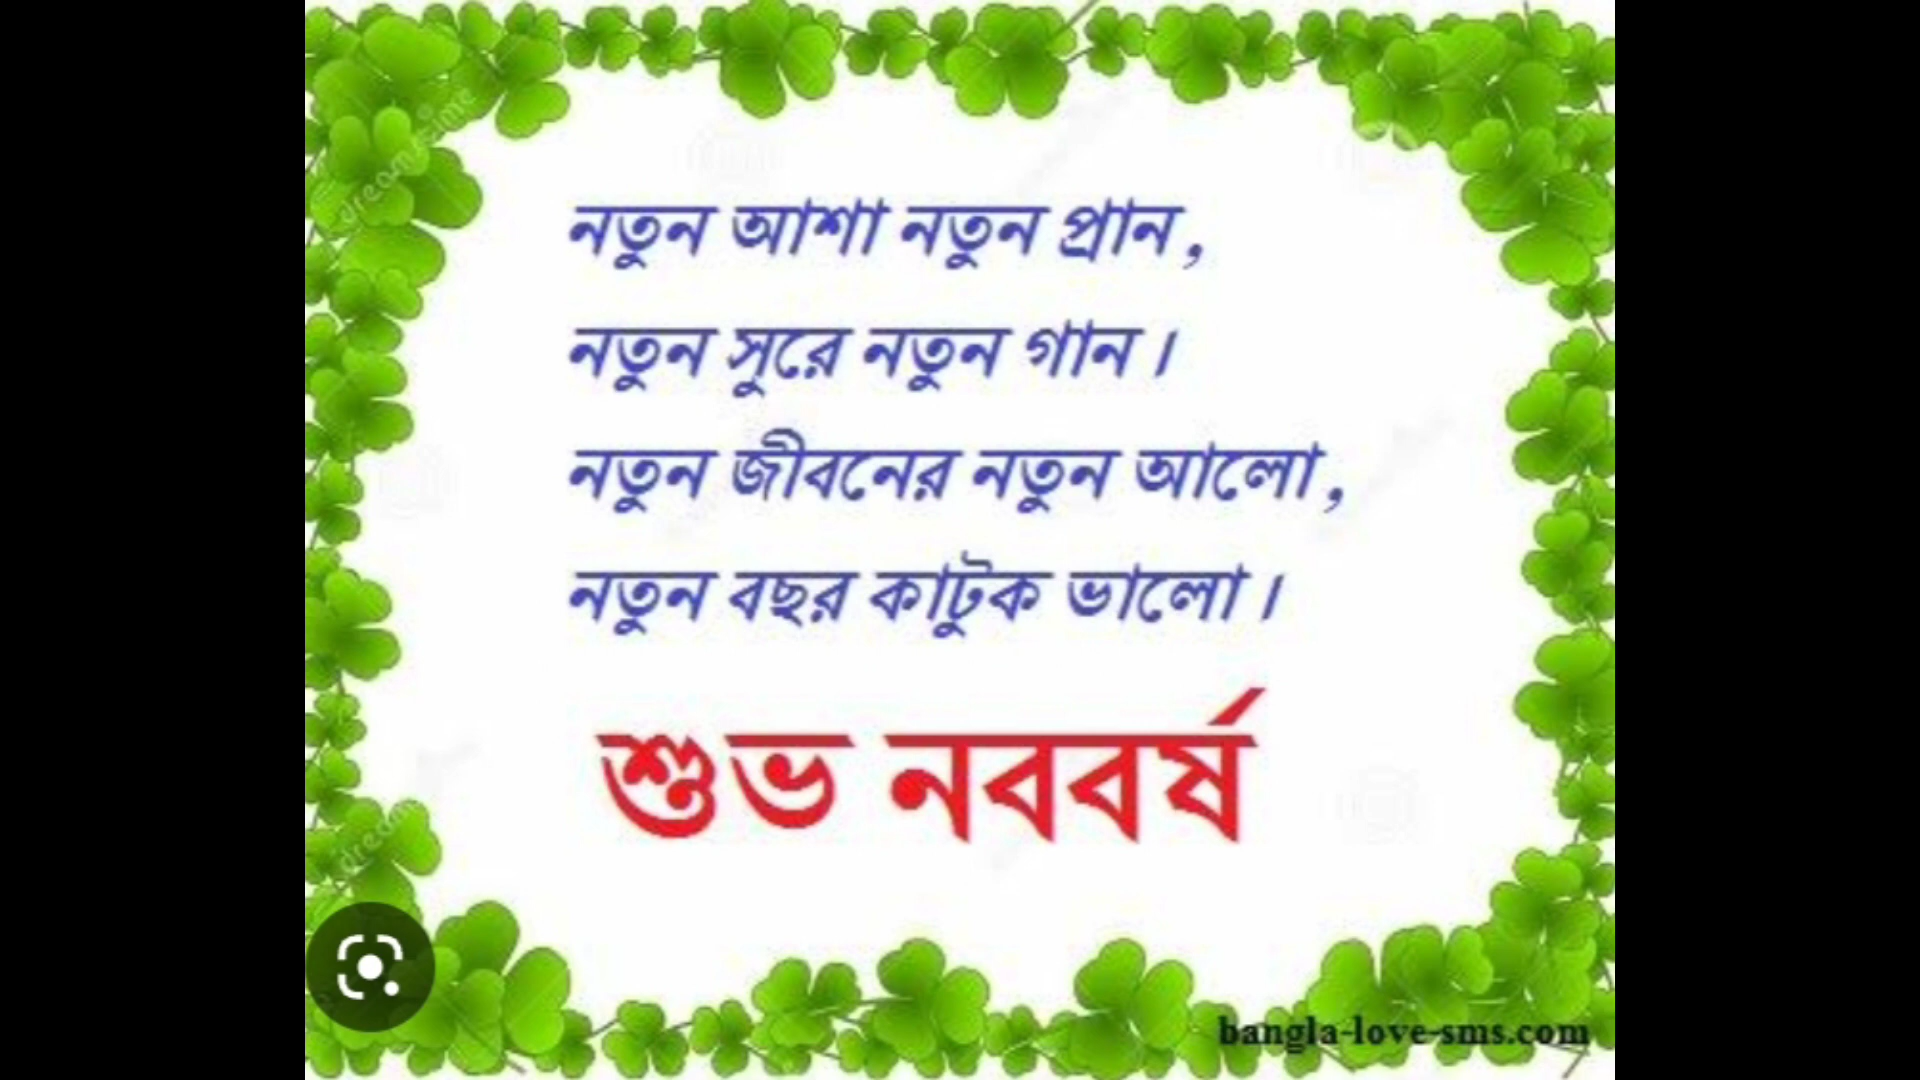 নতুন আশা নতুন প্রান,
নতুন সুরে নতুন গান।
নতুন জীবনের নতুন আলো,
নতুন বছর কাটুক ভালো।
শুভ নববর্ষ
bangla-love-sms.com